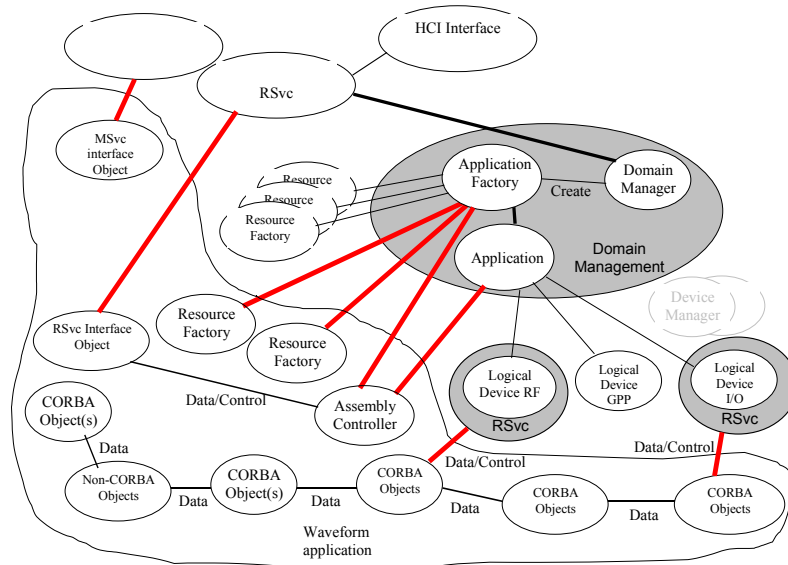 HCI Interface
RSvc
MSvc
interface
Object
Application
Factory
Domain
Manager
Create
Resource
Resource
Resource
Factory
Application
Domain
Management
Device
Manager
RSvc Interface
Object
Resource
Factory
Resource
Factory
Logical
Device RF
RSvc
Logical
Device
GPP
Logical
Device
I/O
RSvc
Data/Control
Assembly
Controller
CORBA
Object(s)
Data
Data/Control
Data/Control
Non-CORBA
Objects
Data
CORBA
Object(s)
Data
CORBA
Objects
Data
CORBA
Objects
Data
CORBA
Objects
Waveform
application